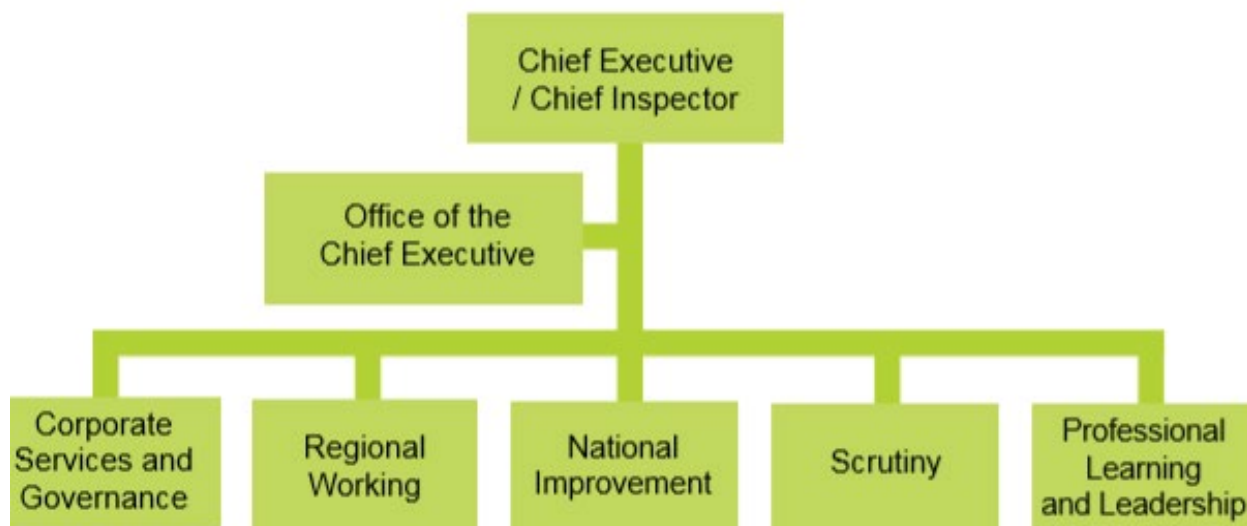 Chief Executive
/ Chief Inspector
Office of the
Chief Executive
Corporate
Services and
Governance
Regional
Working
National
Improvement
Scrutiny
Professional
Learning
and Leadership